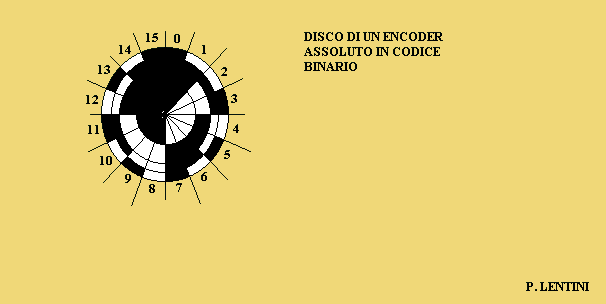 15 0
14 1
13 2
12 3
11 4
10 5
9 6
8 7
DISCO DI UN ENCODER
ASSOLUTO IN CODICE
BINARIO
P. LENTINI